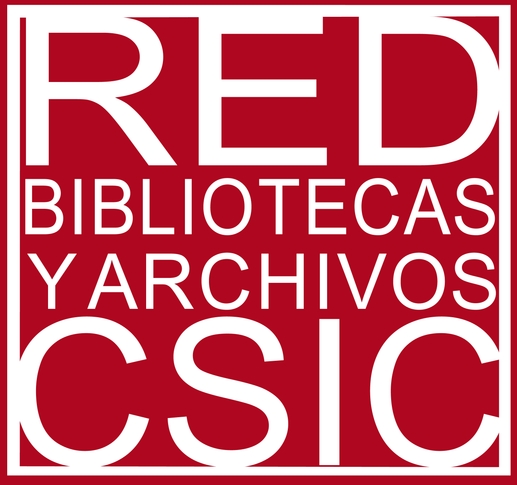 RED
BIBLIOTECAS
Y ARCHIVOS
CSIC